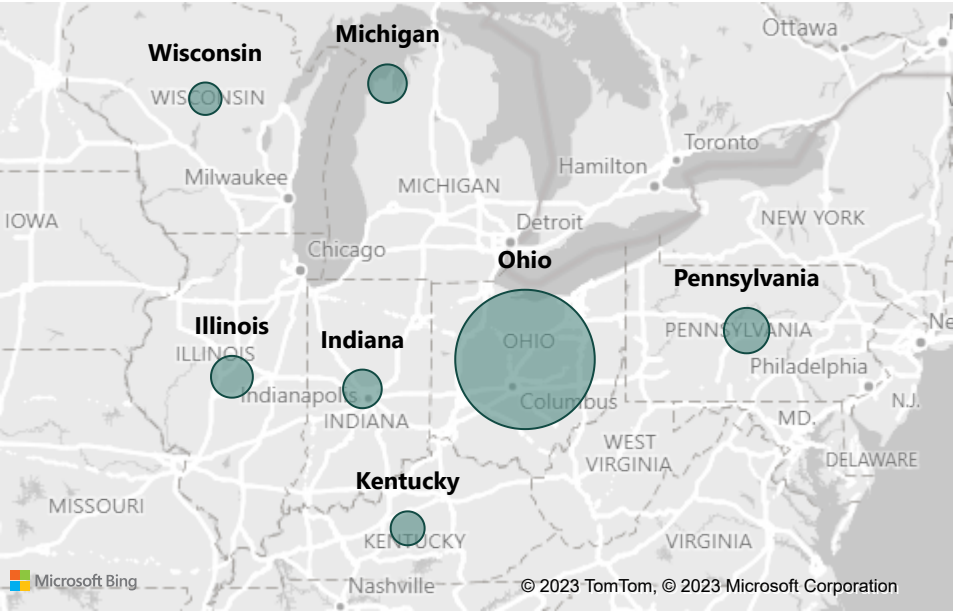 Ottawa
Michigan
Wisconsin
WISCONSIN
Toronto
Hamilton
Milwaukee
MICHIGAN
IOWA
NEW YORK
Detroit
Chicago
Ohio
Pennsylvania
Illinois
Indiana
Ne
PENNSYLVANIA
OHIO
ILLINOIS
Philadelphia
Indianapolis
Columbus
N.J.
INDIANA
MD.
WEST
VIRGINIA
DELAWARE
Kentucky
MISSOURI
KENTUCKY
VIRGINIA
Microsoft Bing
Nashville
© 2023 TomTom, © 2023 Microsoft Corporation